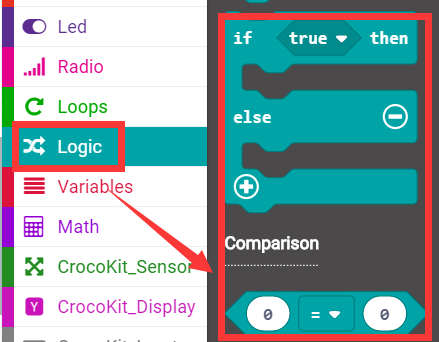 Led
Radio
Loops
Logic
Variables
Math
CrocoKit_Sensor
CrocoKit_Display
if true then
else
Comparison
0 = 0